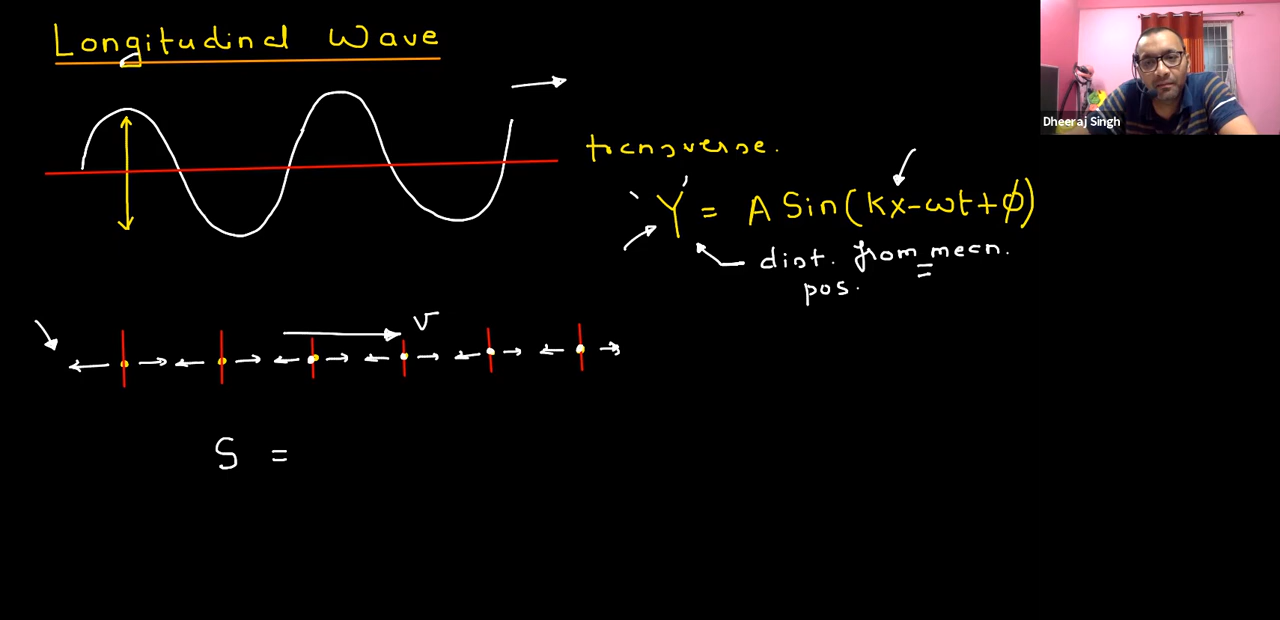 Longitudinal Wave
transverse.
Y = A Sin(kx-ωt+ϕ)
dist. from mean.
pos.
v
S =
Dheeraj Singh